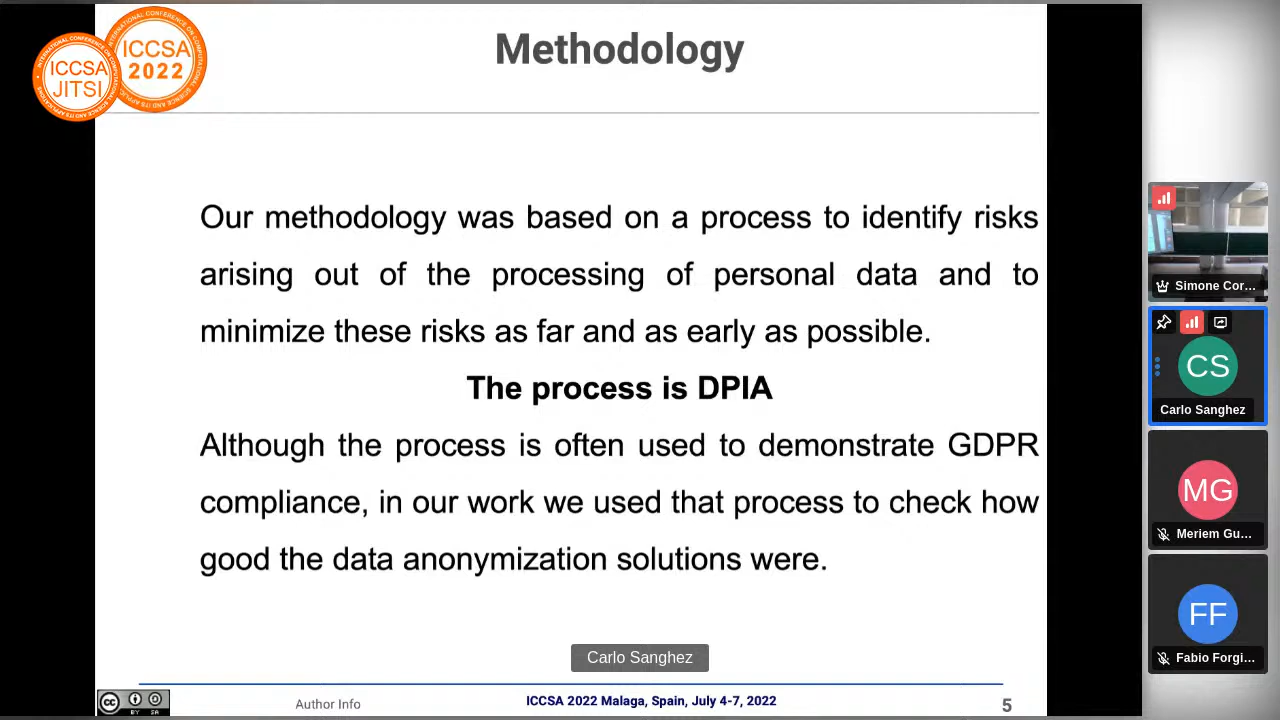 ICCSA
2022
ICCSA
JITSI
Methodology
Our methodology was based on a process to identify risks
arising out of the processing of personal data and to
minimize these risks as far and as early as possible.
The process is DPIA
Although the process is often used to demonstrate GDPR
compliance, in our work we used that process to check how
good the data anonymization solutions were.
Carlo Sanghez
cc
BY SA
Author Info
ICCSA 2022 Malaga, Spain, July 4-7, 2022
5
Simone Cor...
CS
Carlo Sanghez
MG
Meriem Gu...
FF
Fabio Forgi...